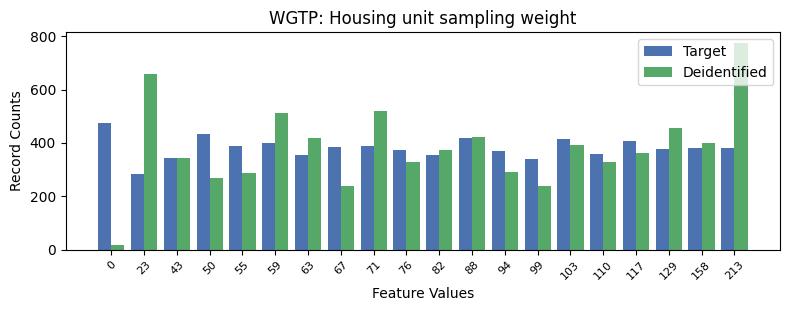 WGTP: Housing unit sampling weight
800
600
400
200
0
Record Counts
Target
Deidentified
0 23 43 50 55 59 63 67 71 76 82 88 94 99 103 110 117 129 158 213
Feature Values